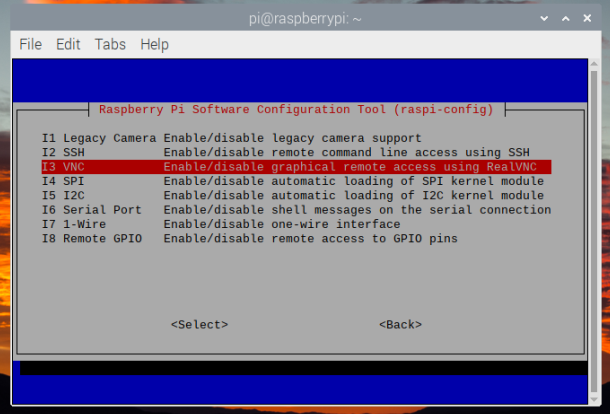 pi@raspberrypi: ~
File Edit Tabs Help
Raspberry Pi Software Configuration Tool (raspi-config)
I1 Legacy Camera Enable/disable legacy camera support
I2 SSH Enable/disable remote command line access using SSH
I3 VNC Enable/disable graphical remote access using RealVNC
I4 SPI Enable/disable automatic loading of SPI kernel module
I5 I2C Enable/disable automatic loading of I2C kernel module
I6 Serial Port Enable/disable shell messages on the serial connection
I7 1-Wire Enable/disable one-wire interface
I8 Remote GPIO Enable/disable remote access to GPIO pins
<Select> <Back>